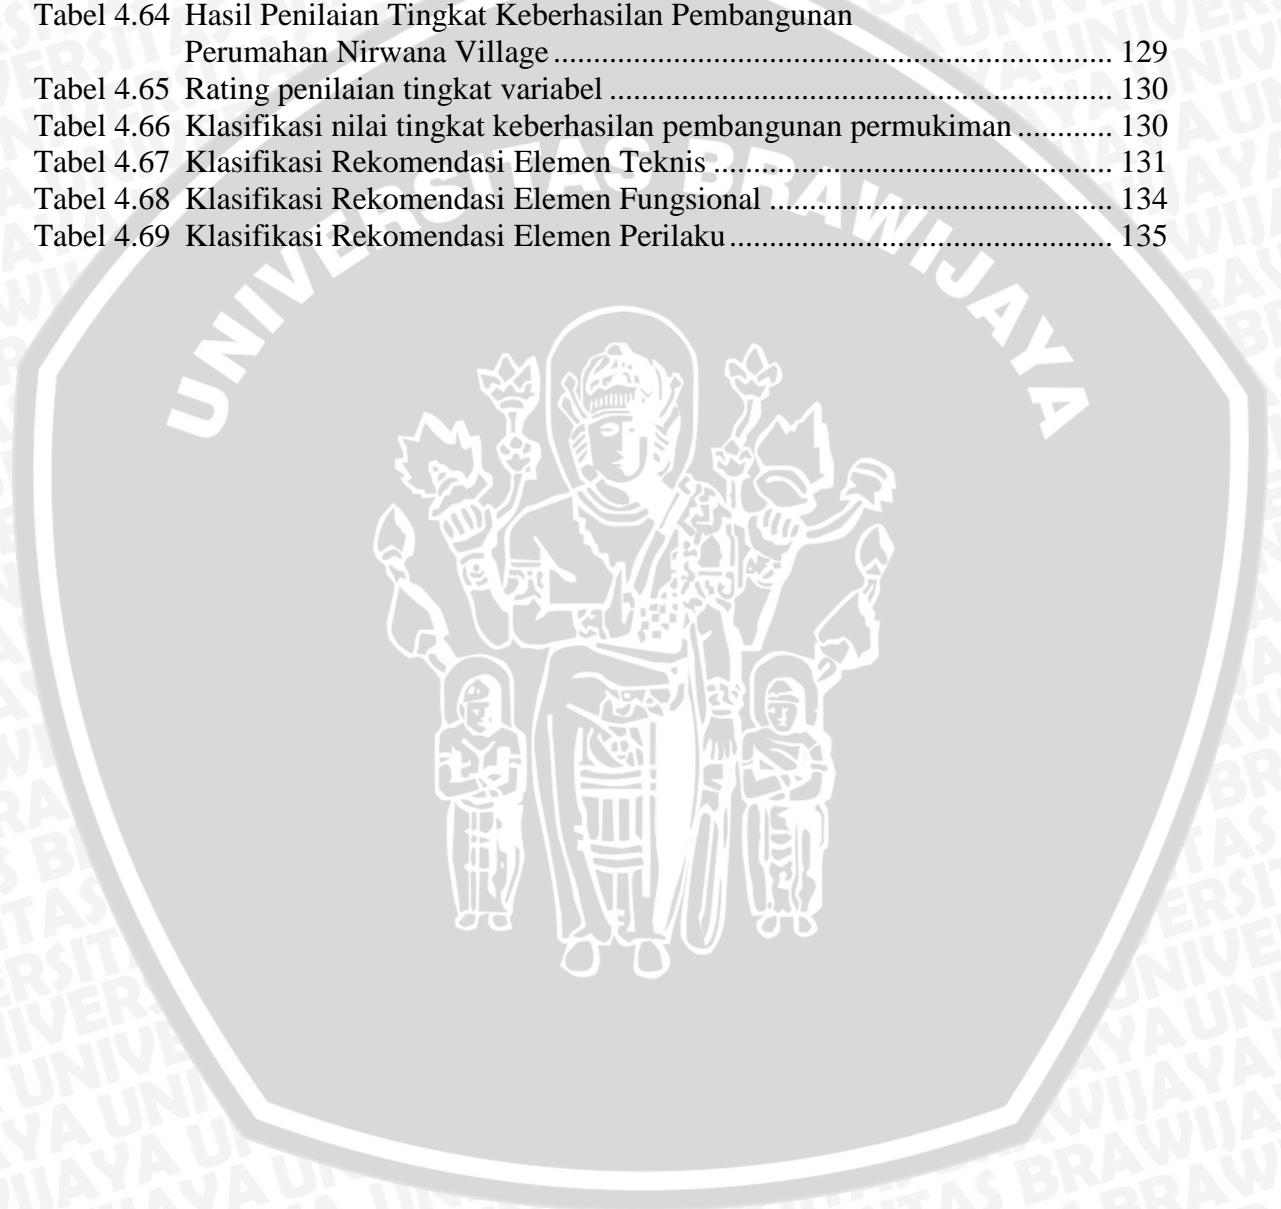 Tabel 4.64 Hasil Penilaian Tingkat Keberhasilan Pembangunan
Perumahan Nirwana Village ........................................................................ 129
Tabel 4.65 Rating penilaian tingkat variabel ................................................................. 130
Tabel 4.66 Klasifikasi nilai tingkat keberhasilan pembangunan permukiman ............ 130
Tabel 4.67 Klasifikasi Rekomendasi Elemen Teknis .................................................... 131
Tabel 4.68 Klasifikasi Rekomendasi Elemen Fungsional ............................................ 134
Tabel 4.69 Klasifikasi Rekomendasi Elemen Perilaku ................................................. 135
UNIVERSITAS BRAWIJAYA